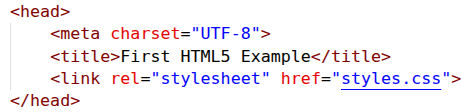 <head>
<meta charset="UTF-8">
<title>First HTML5 Example</title>
<link rel="stylesheet" href="styles.css">
</head>